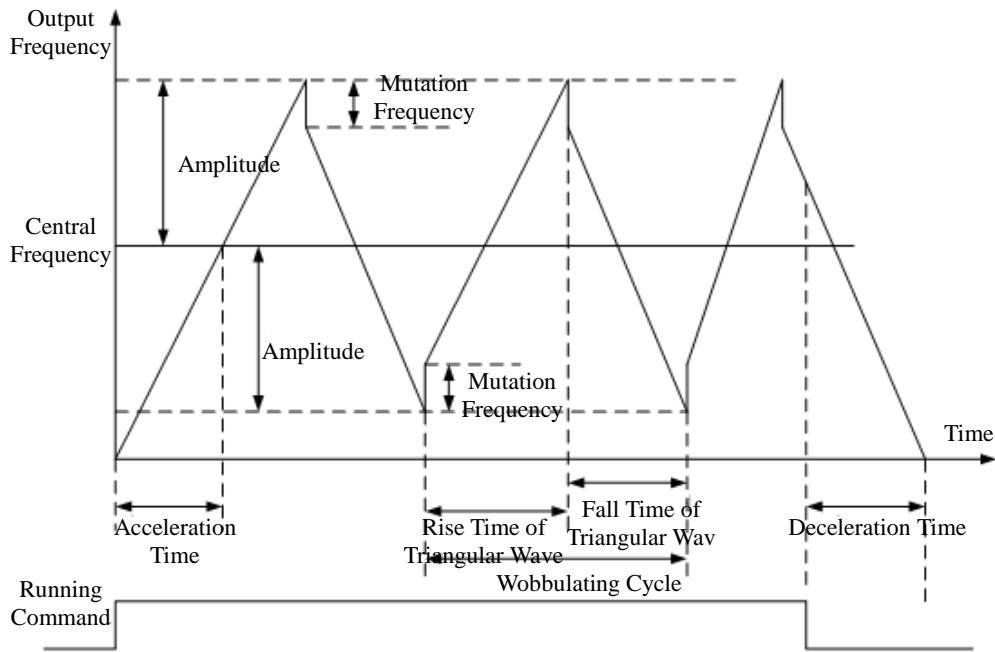 Output
Frequency
Mutation
Frequency
Amplitude
Central
Frequency
Amplitude
Mutation
Frequency
Time
Acceleration
Time
Rise Time of
Triangular Wave
Fall Time of
Triangular Wav
Deceleration Time
Wobbulating Cycle
Running
Command